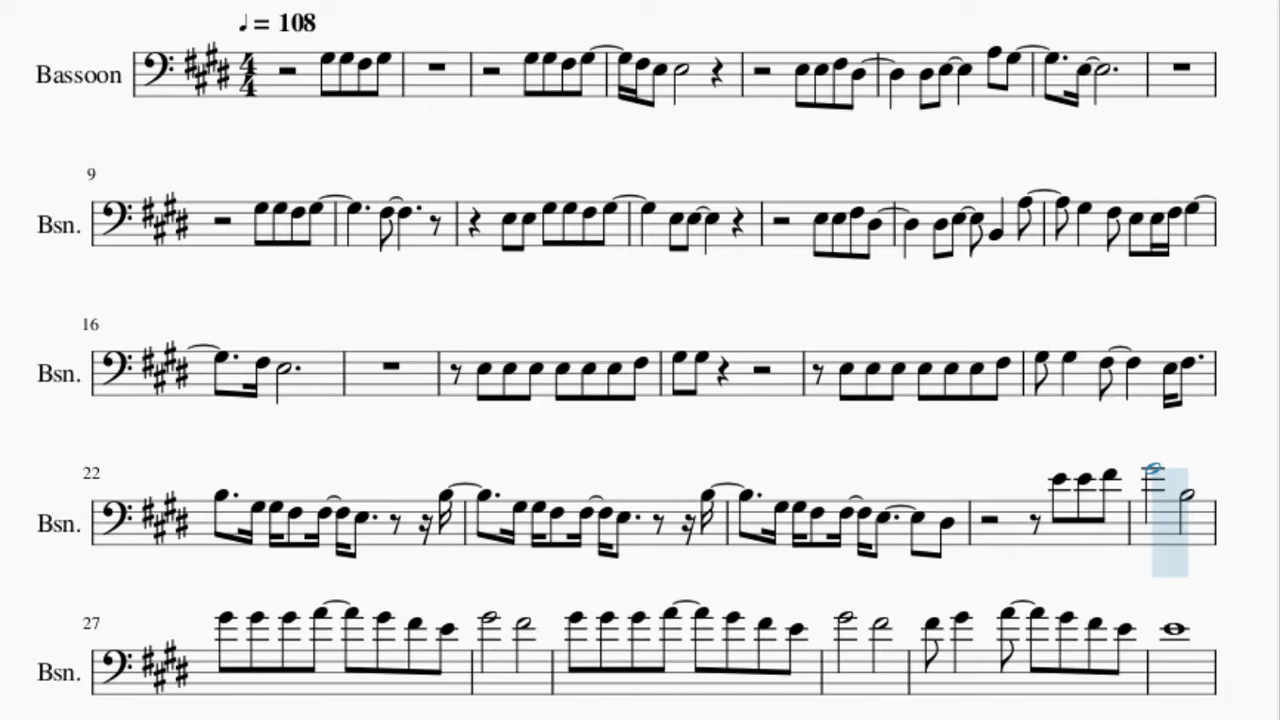 ♩ = 108
Bassoon
4
4
9
Bsn.
16
Bsn.
22
Bsn.
27
Bsn.